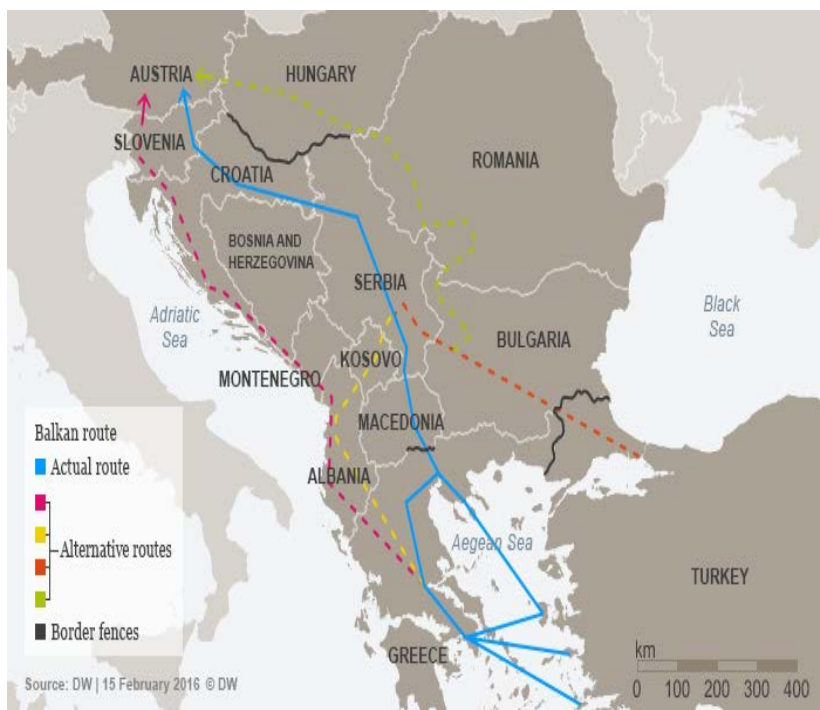 AUSTRIA
HUNGARY
SLOVENIA
CROATIA
ROMANIA
BOSNIA AND
HERZEGOVINA
SERBIA
Adriatic
Sea
Black
Sea
BULGARIA
KOSOVO
MONTENEGRO
MACEDONIA
Balkan route
Actual route
ALBANIA
Alternative routes
Aegean Sea
TURKEY
Border fences
GREECE
km
0 100 200 300 400
Source: DW | 15 February 2016 © DW